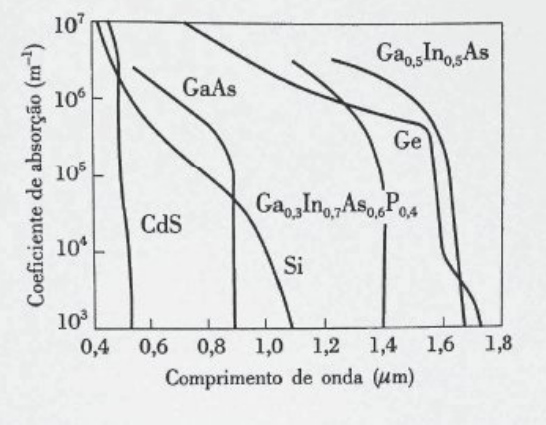 Coeficiente de absorção (m⁻¹)
10⁷
10⁶
10⁵
10⁴
10³
Ga₀,₅In₀,₅As
GaAs
Ge
Ga₀,₃In₀,₇As₀,₆P₀,₄
CdS
Si
0,4 0,6 0,8 1,0 1,2 1,4 1,6 1,8
Comprimento de onda (μm)